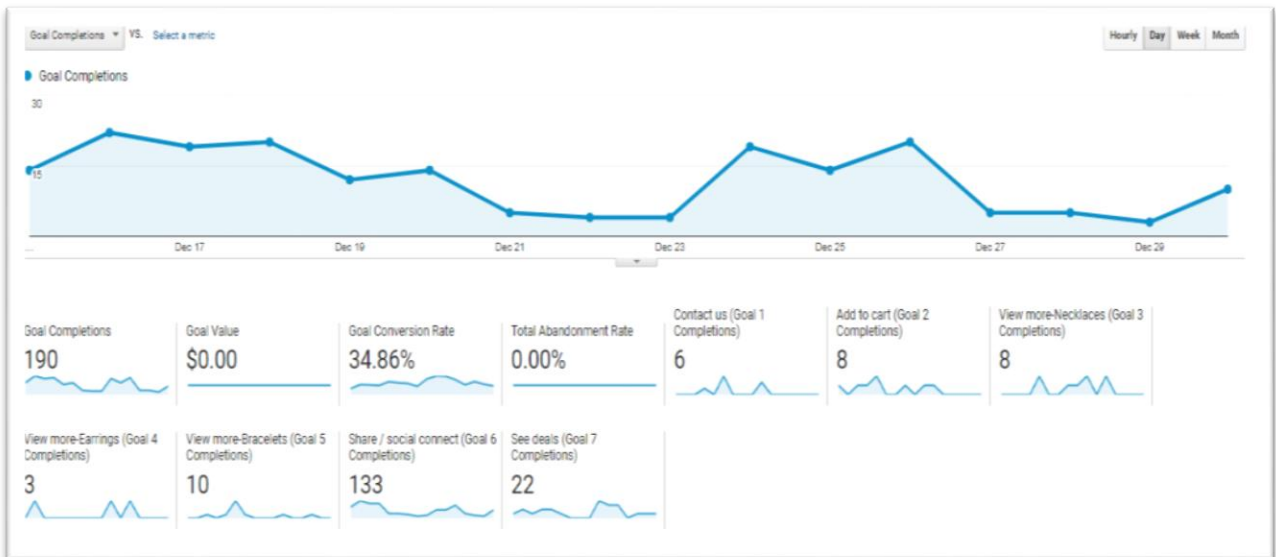 Goal Completions VS. Select a metric
Hourly Day Week Month
Goal Completions
30
15
... Dec 17 Dec 19 Dec 21 Dec 23 Dec 25 Dec 27 Dec 29
Goal Completions
190
Goal Value
$0.00
Goal Conversion Rate
34.86%
Total Abandonment Rate
0.00%
Contact us (Goal 1
Completions)
6
Add to cart (Goal 2
Completions)
8
View more-Necklaces (Goal 3
Completions)
8
View more-Earrings (Goal 4
Completions)
3
View more-Bracelets (Goal 5
Completions)
10
Share / social connect (Goal 6
Completions)
133
See deals (Goal 7
Completions)
22